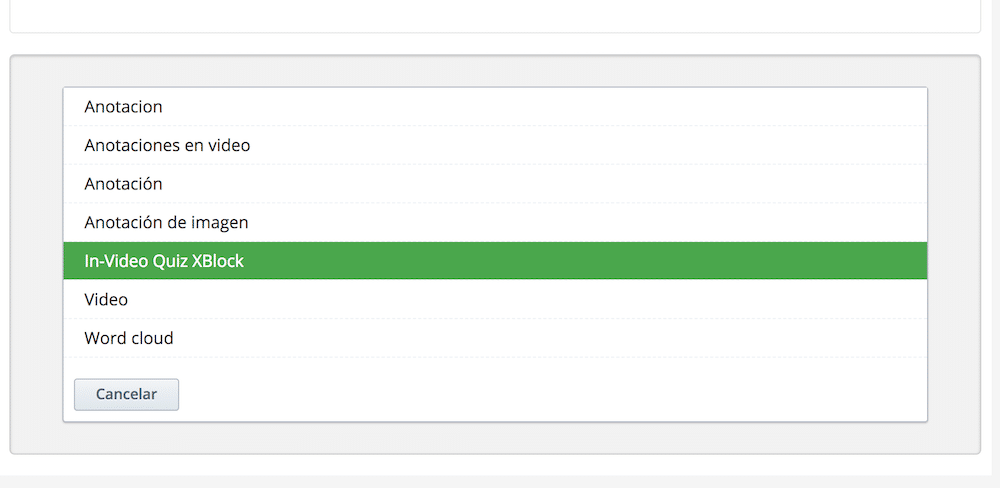 Anotacion
Anotaciones en video
Anotación
Anotación de imagen
In-Video Quiz XBlock
Video
Word cloud
Cancelar